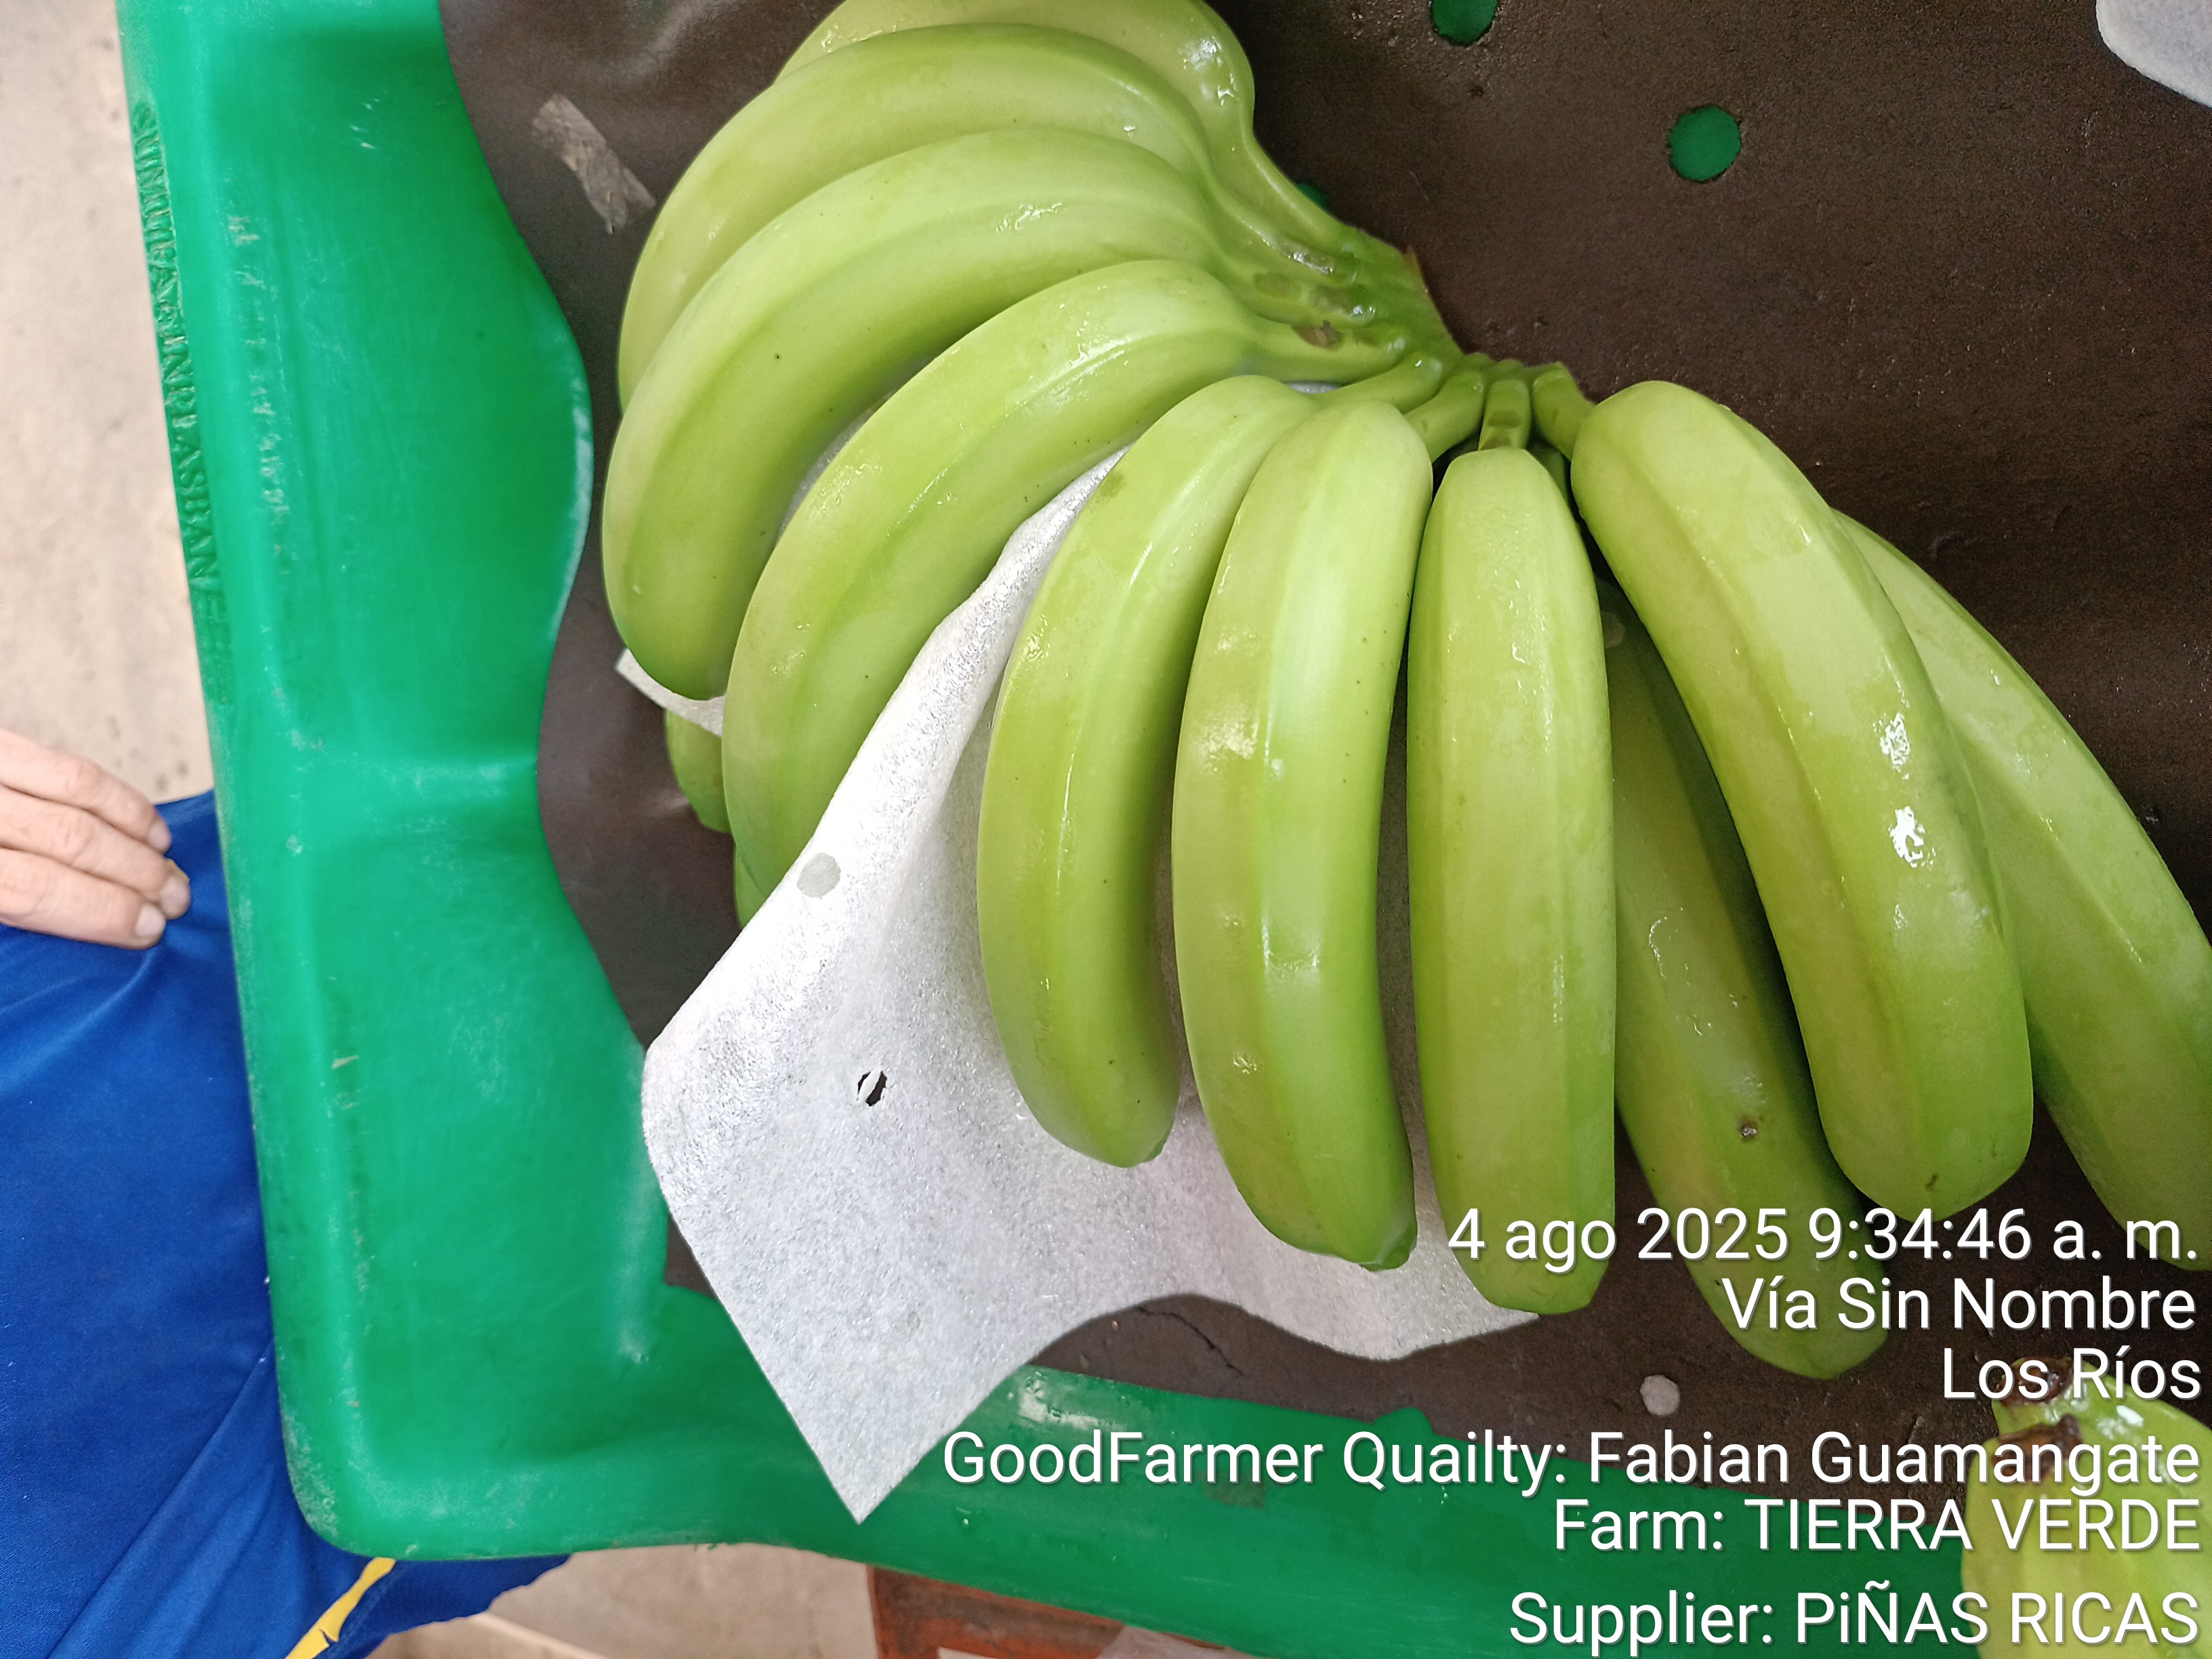 4 ago 2025 9:34:46 a. m.
Vía Sin Nombre
Los Ríos
GoodFarmer Quailty: Fabian Guamangate
Farm: TIERRA VERDE
Supplier: PiÑAS RICAS